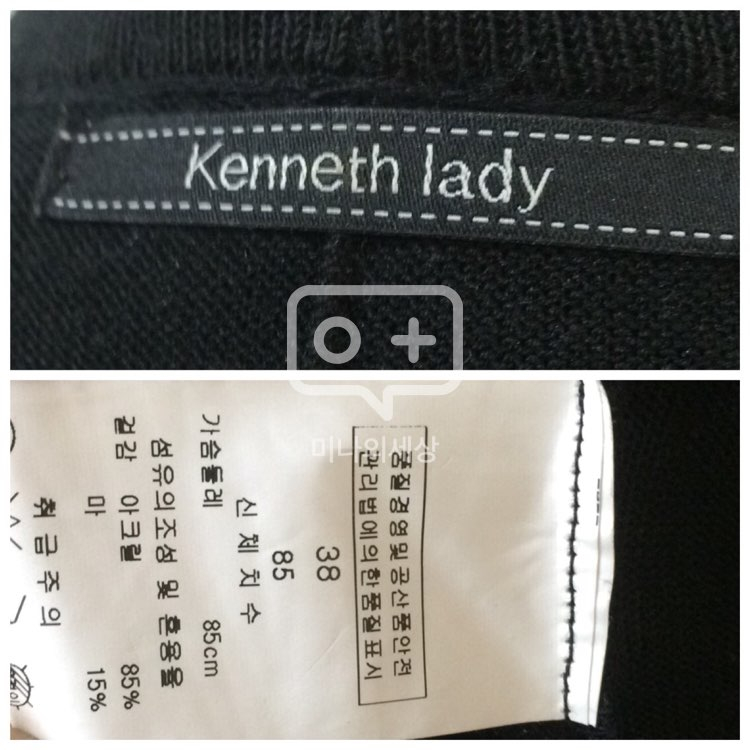 Kenneth lady
미나의세상
품질경영및공산품안전
관리법에의한품질표시
38
85
신체치수
가슴둘레 85cm
섬유의조성 및 혼용율
겉감 아크릴 85%
마 15%
취급주의